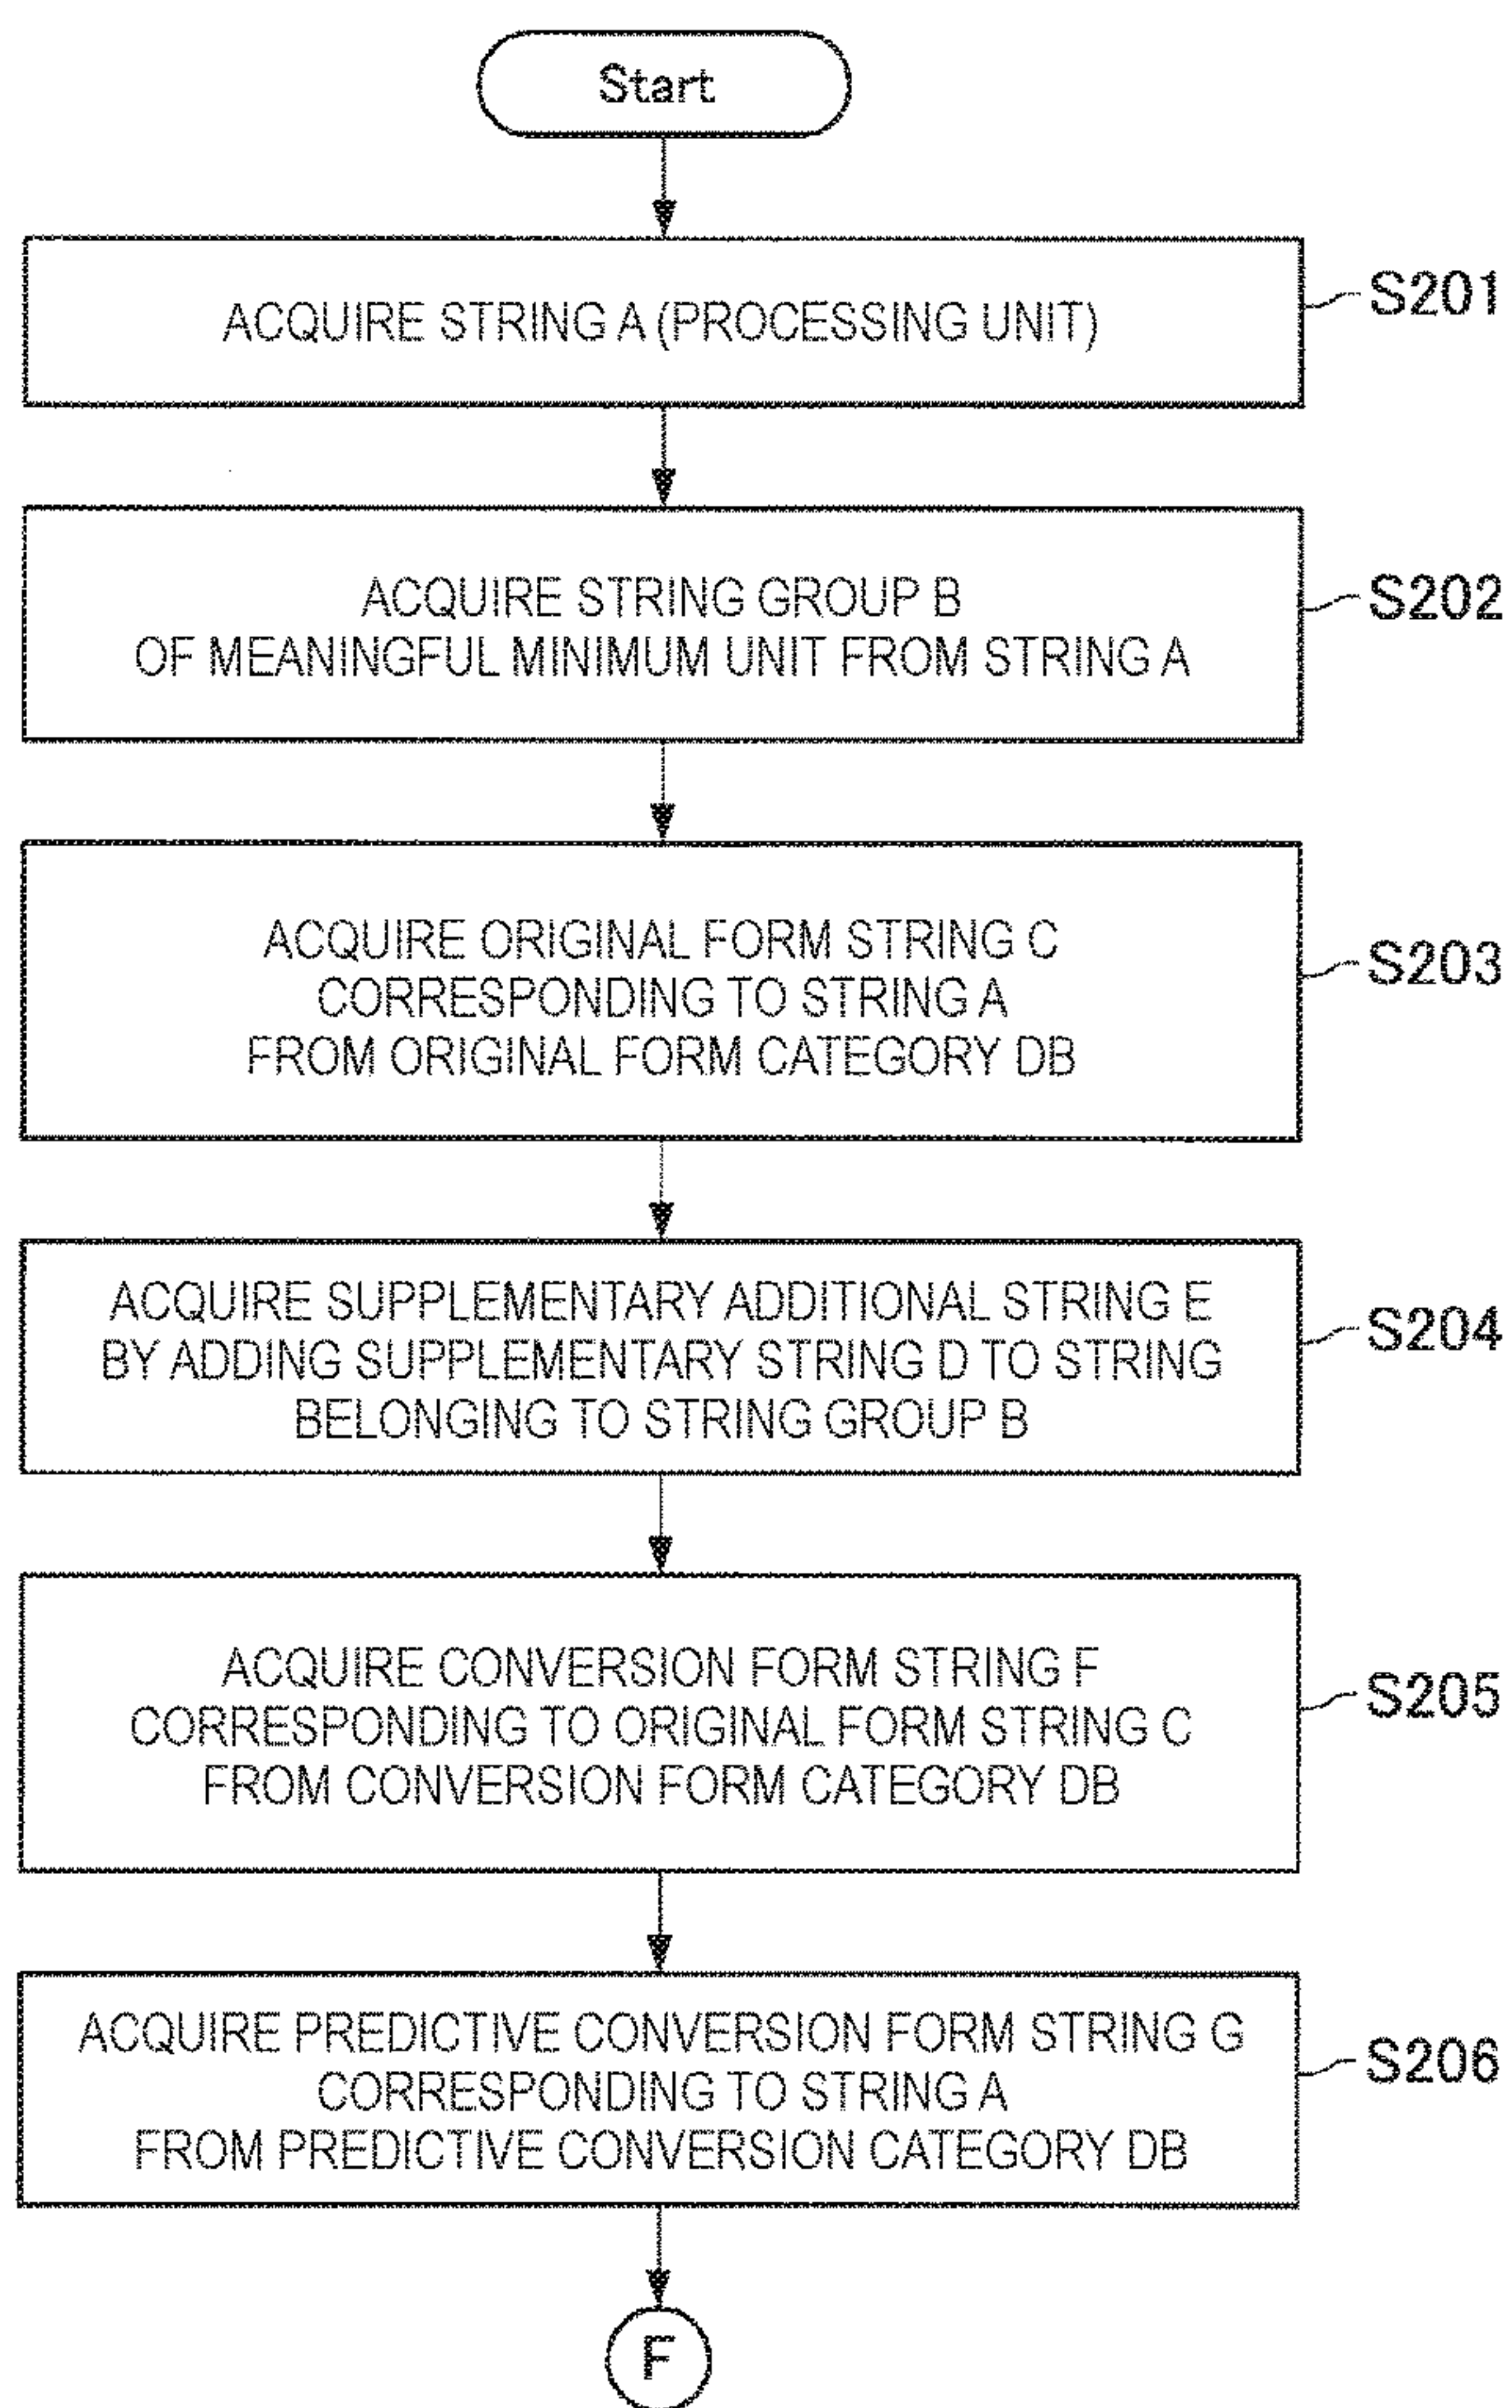 Start
ACQUIRE STRING A (PROCESSING UNIT)
S201
ACQUIRE STRING GROUP B
OF MEANINGFUL MINIMUM UNIT FROM STRING A
S202
ACQUIRE ORIGINAL FORM STRING C
CORRESPONDING TO STRING A
FROM ORIGINAL FORM CATEGORY DB
S203
ACQUIRE SUPPLEMENTARY ADDITIONAL STRING E
BY ADDING SUPPLEMENTARY STRING D TO STRING
BELONGING TO STRING GROUP B
S204
ACQUIRE CONVERSION FORM STRING F
CORRESPONDING TO ORIGINAL FORM STRING C
FROM CONVERSION FORM CATEGORY DB
S205
ACQUIRE PREDICTIVE CONVERSION FORM STRING G
CORRESPONDING TO STRING A
FROM PREDICTIVE CONVERSION CATEGORY DB
S206
F